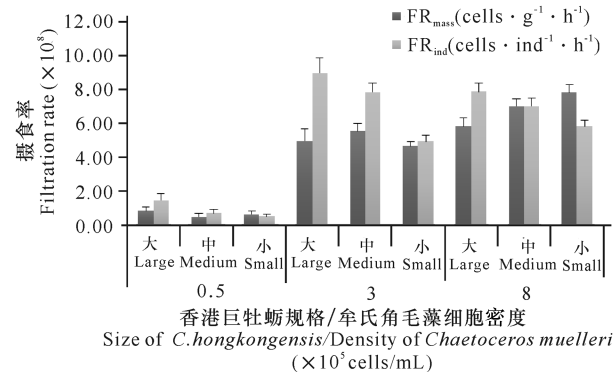 12.00
10.00
8.00
6.00
4.00
2.00
0.00
摄食率
Filtration rate (×10⁸)
FRmass(cells · g⁻¹ · h⁻¹)
FRind(cells · ind⁻¹ · h⁻¹)
大 中 小 大 中 小 大 中 小
Large Medium Small Large Medium Small Large Medium Small
0.5 3 8
香港巨牡蛎规格/牟氏角毛藻细胞密度
Size of C.hongkongensis/Density of Chaetoceros muelleri
(×10⁵cells/mL)